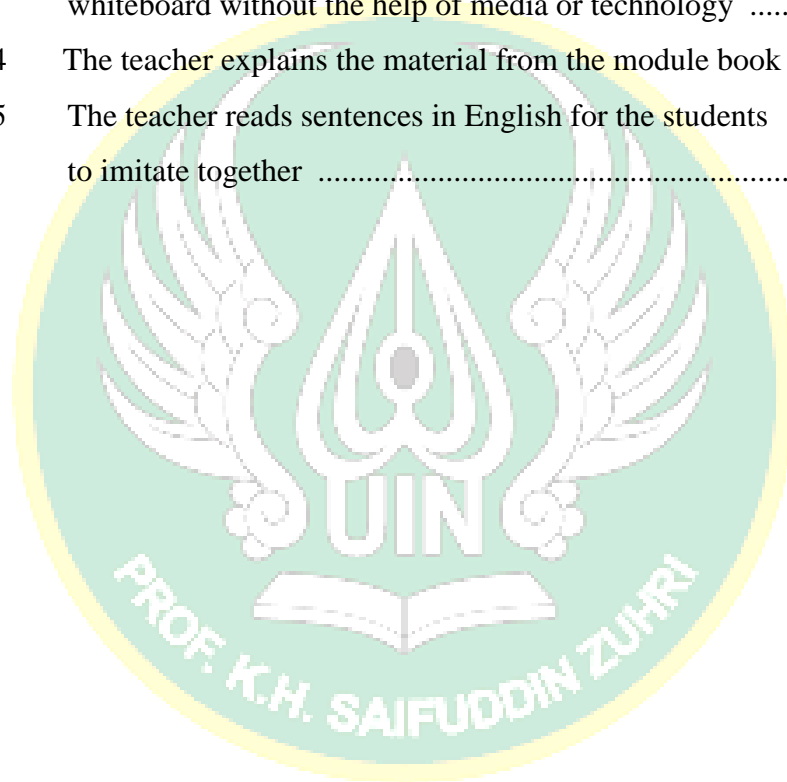 whiteboard without the help of media or technology .....
4 The teacher explains the material from the module book
5 The teacher reads sentences in English for the students
to imitate together ...........................................................
UIN
PROF. K.H. SAIFUDDIN ZUHRI